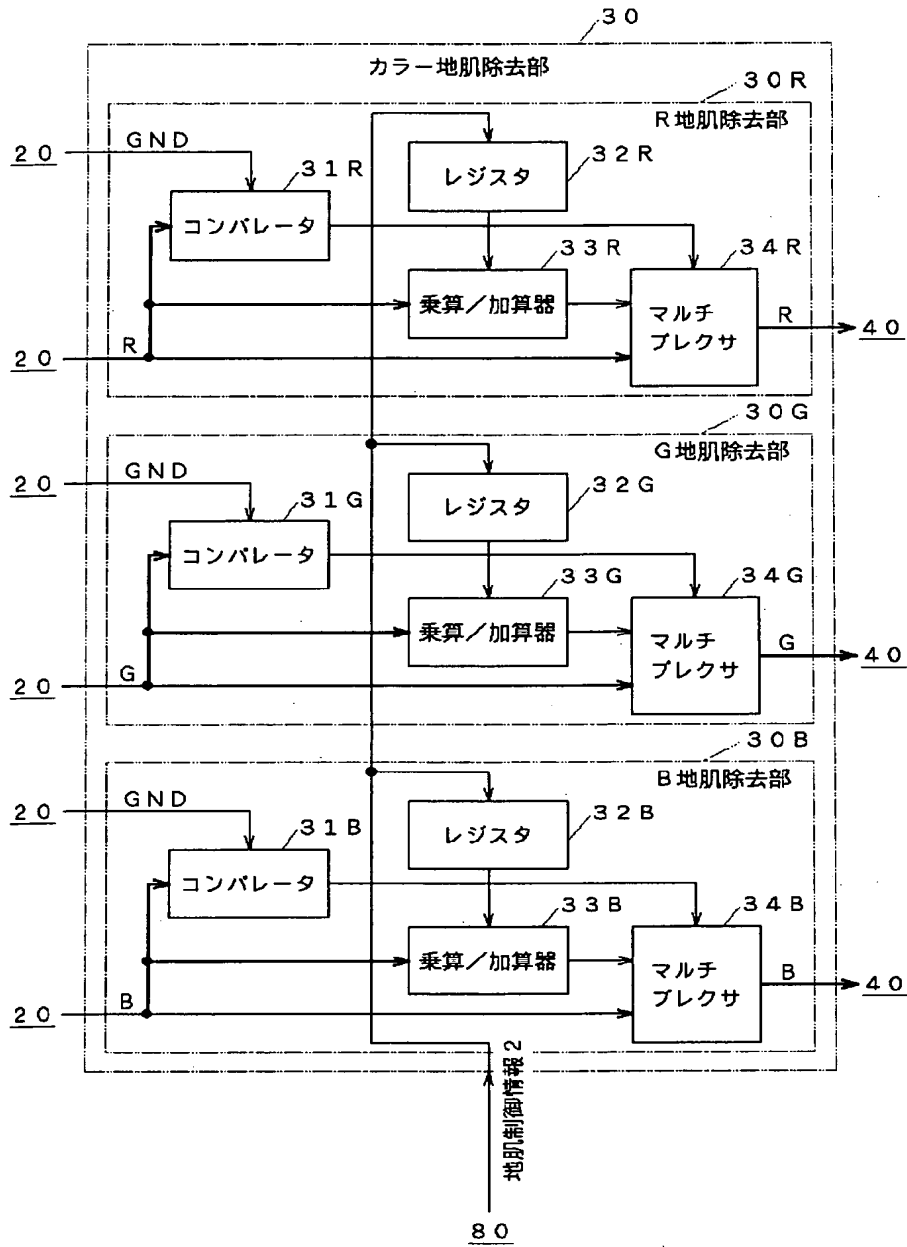 30
カラー地肌除去部
30R
R地肌除去部
20
GND
31R
コンパレータ
32R
レジスタ
33R
乗算/加算器
34R
マルチ
プレクサ
20
R
R
40
30G
G地肌除去部
20
GND
31G
コンパレータ
32G
レジスタ
33G
乗算/加算器
34G
マルチ
プレクサ
20
G
G
40
30B
B地肌除去部
20
GND
31B
コンパレータ
32B
レジスタ
33B
乗算/加算器
34B
マルチ
プレクサ
20
B
B
40
地肌制御情報2
80